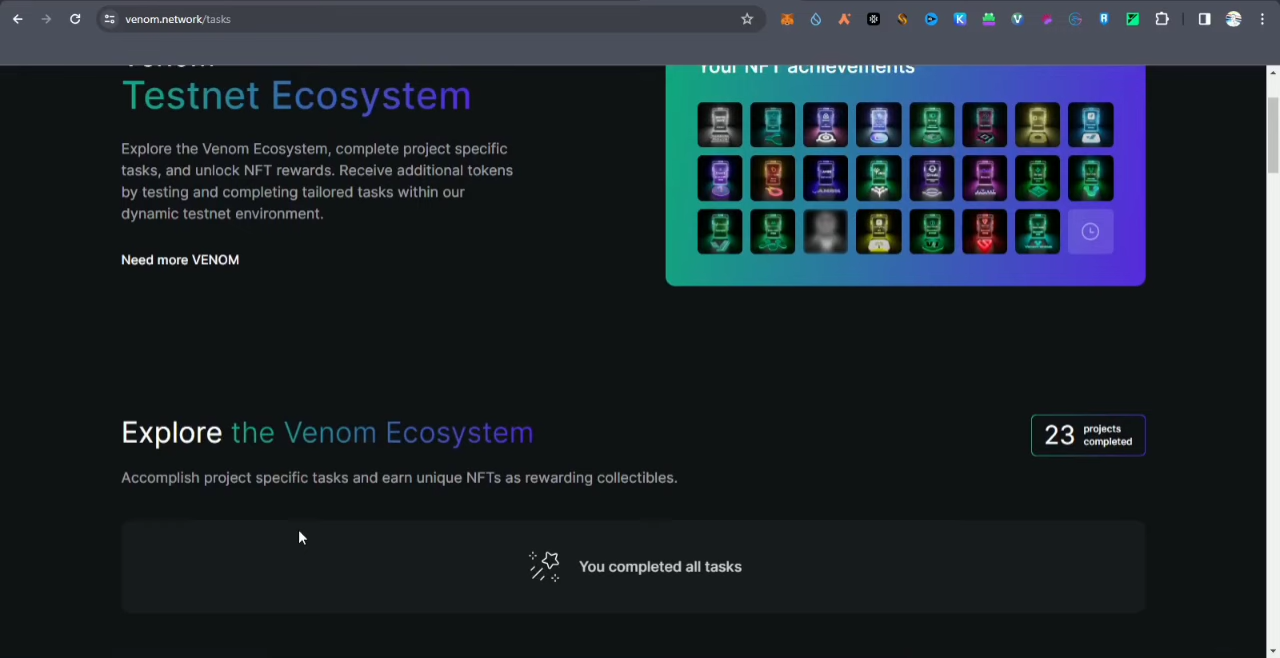 venom.network/tasks
Venom
Testnet Ecosystem
Explore the Venom Ecosystem, complete project specific
tasks, and unlock NFT rewards. Receive additional tokens
by testing and completing tailored tasks within our
dynamic testnet environment.
Need more VENOM
Your NFT achievements
Explore the Venom Ecosystem
23 projects
completed
Accomplish project specific tasks and earn unique NFTs as rewarding collectibles.
You completed all tasks